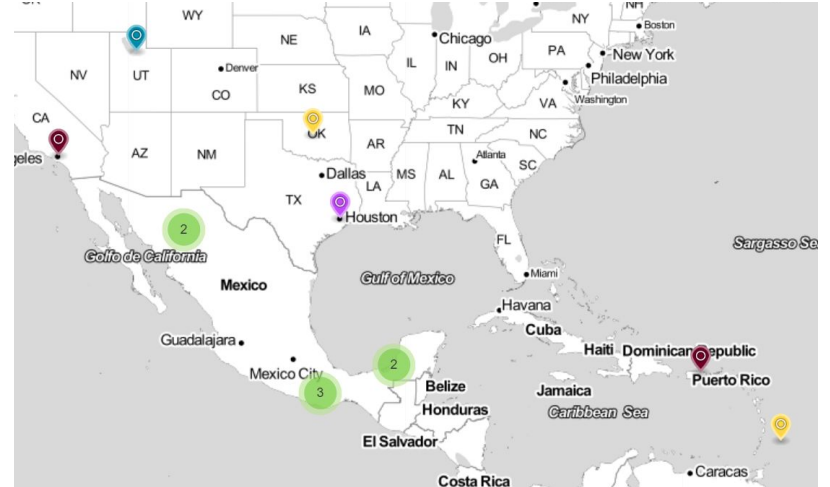 NH
WY
NY
Boston
IA
Chicago
NE
PA
New York
OH
IL
IN
Denver
NV
UT
Philadelphia
CO
KS
MO
Washington
KY
VA
CA
OK
TN
NC
AR
Atlanta
AZ
NM
geles
SC
Dallas
MS
AL
LA
GA
TX
Houston
2
FL
Sargasso Se
Golfo de California
Miami
Gulf of Mexico
Mexico
Havana
Cuba
Guadalajara
Haiti
Dominican Republic
2
Mexico City
Puerto Rico
Belize
3
Jamaica
Honduras
Caribbean Sea
El Salvador
Caracas
Costa Rica